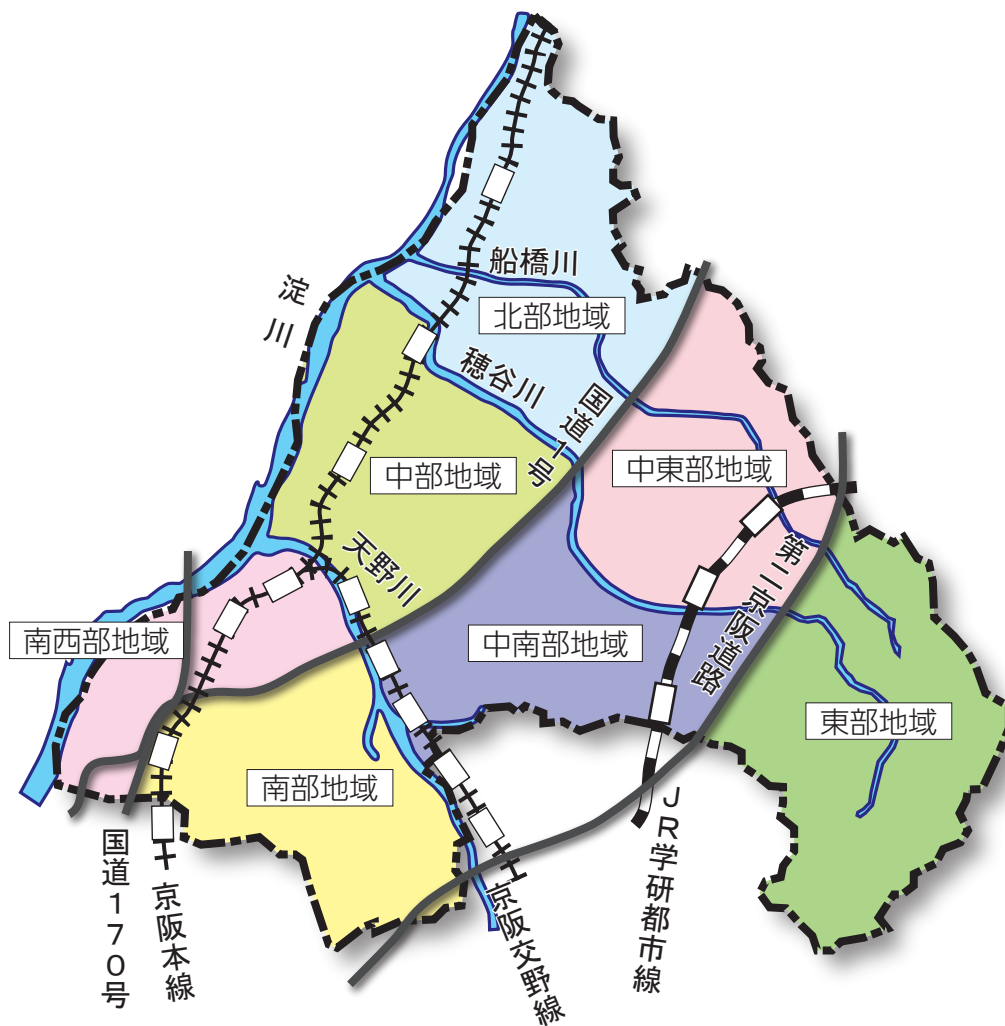 船橋川
淀川
北部地域
穂谷川
国道1号
中部地域
中東部地域
天野川
第二京阪道路
南西部地域
中南部地域
東部地域
南部地域
JR学研都市線
国道170号
京阪本線
京阪交野線